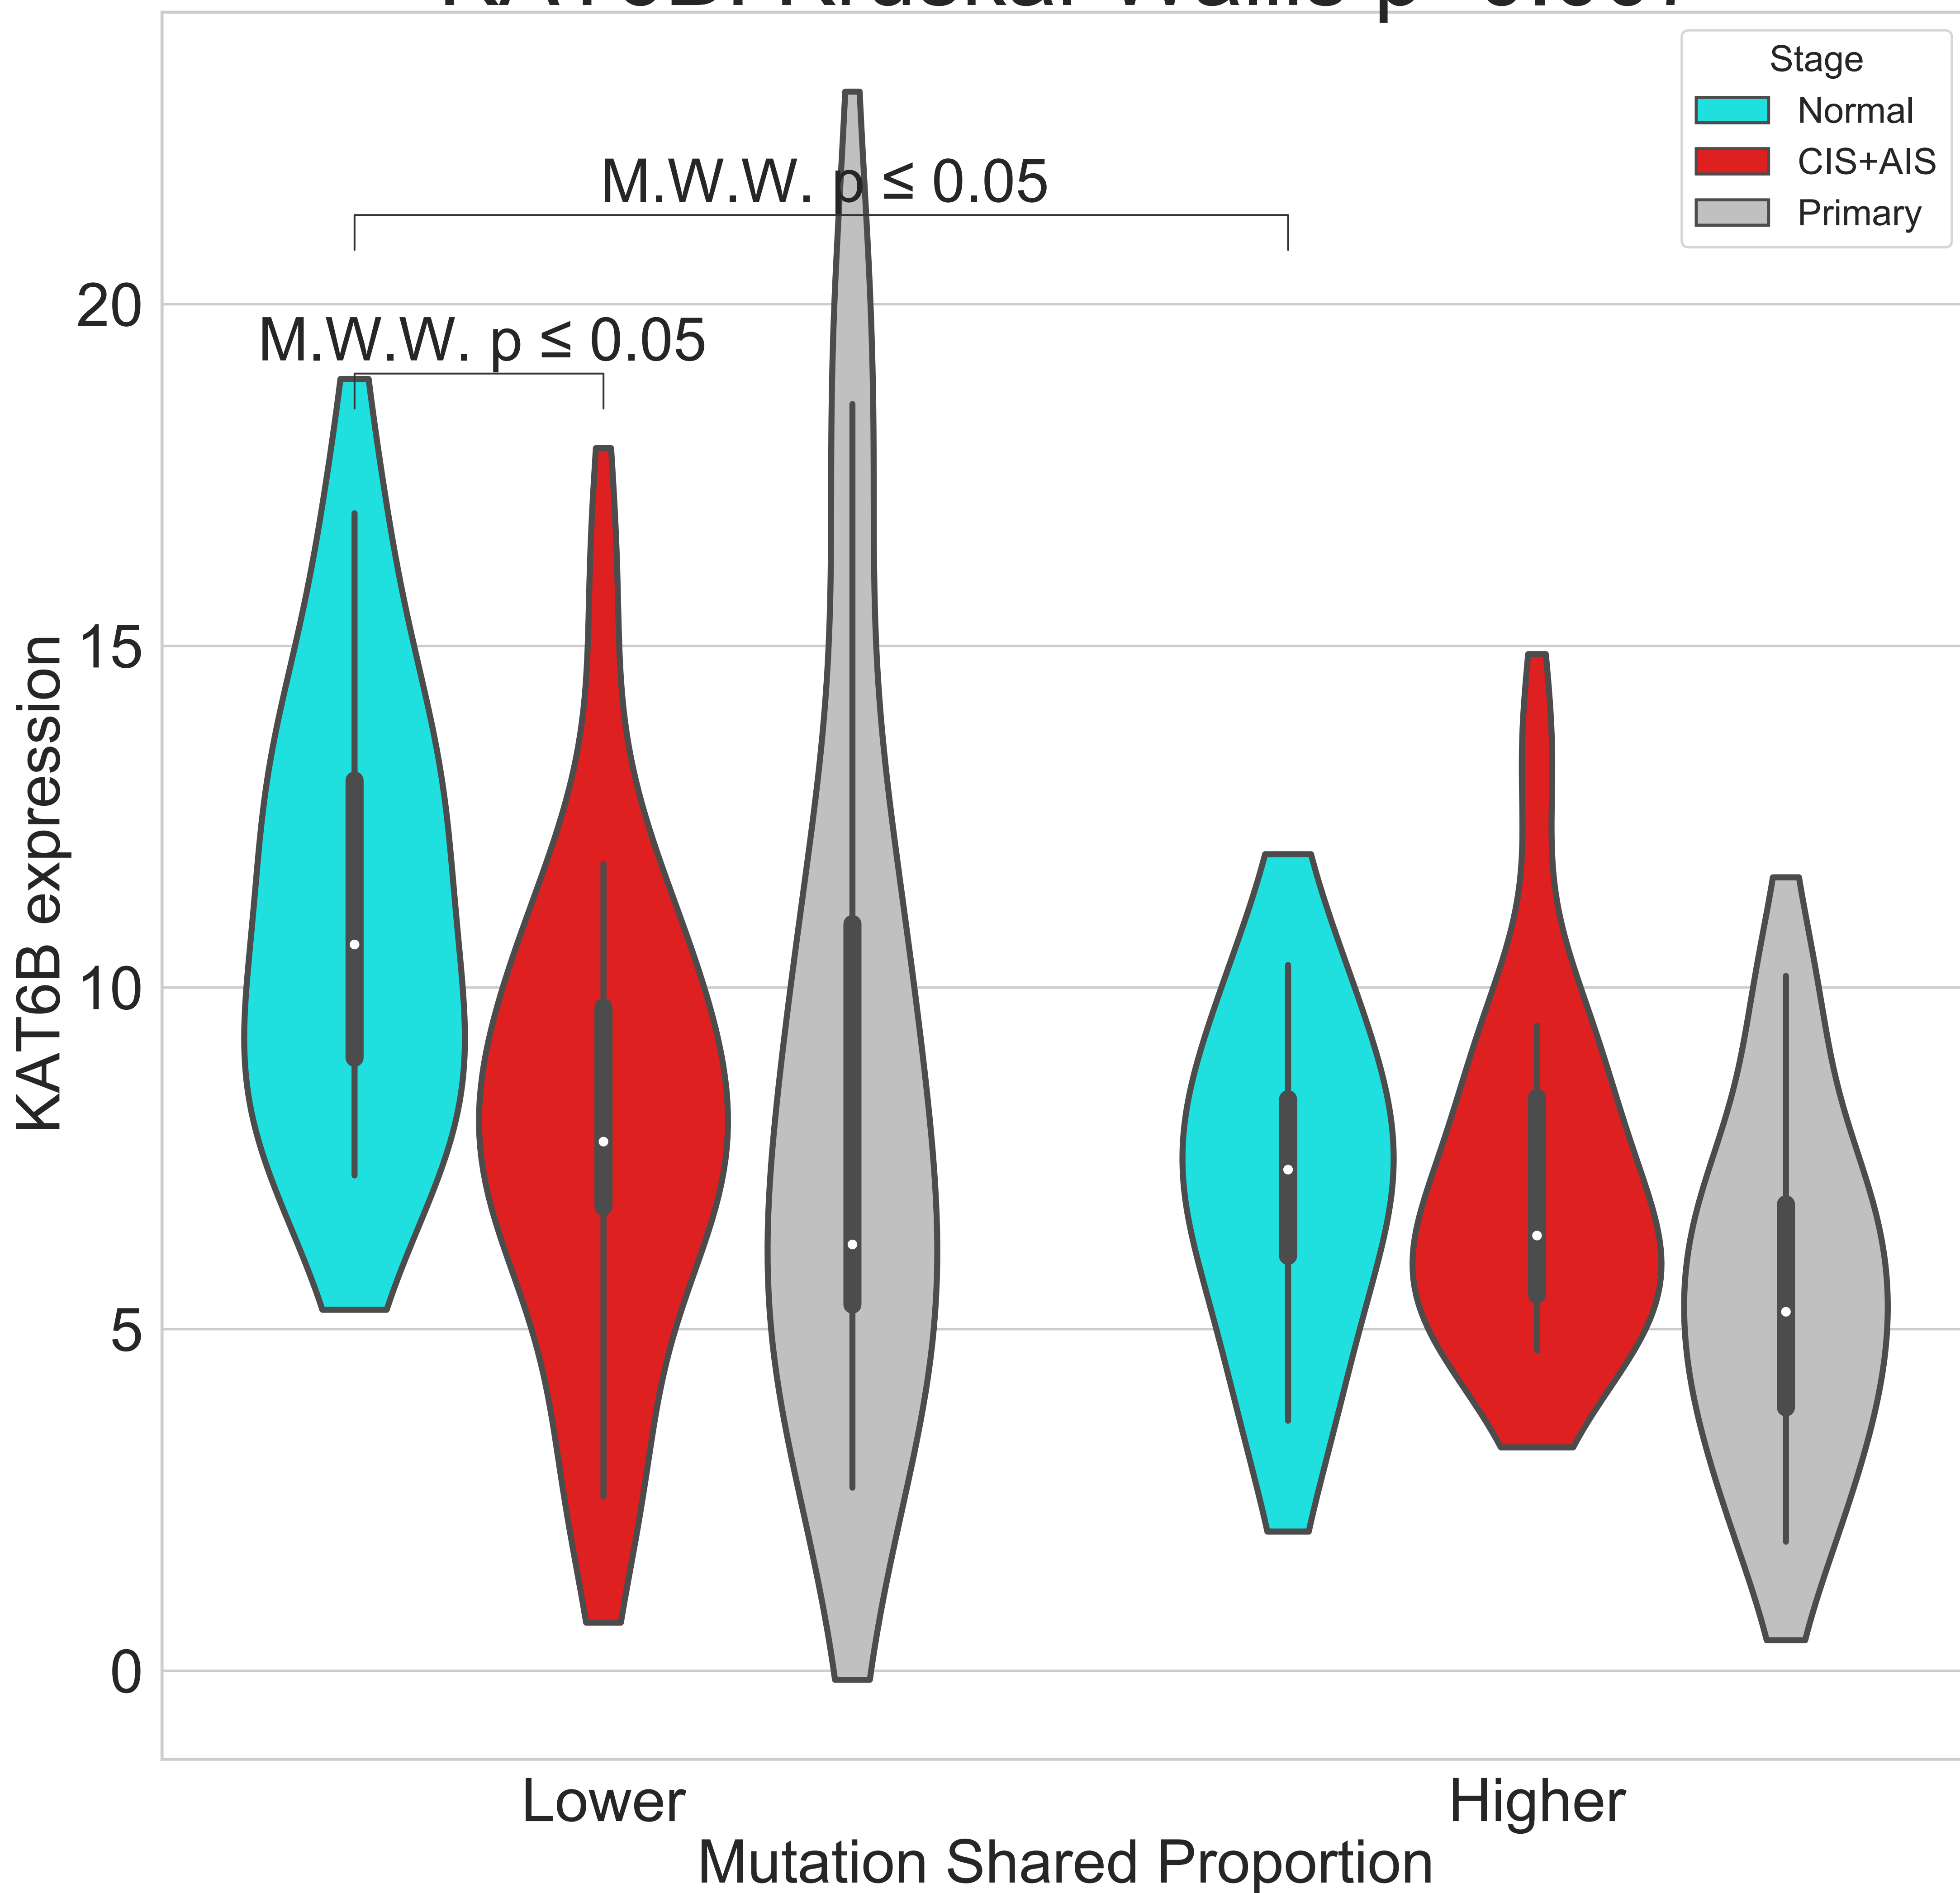 Stage
Normal
CIS+AIS
Primary
M.W.W. p ≤ 0.05
M.W.W. p ≤ 0.05
20
15
10
5
0
KAT6B expression
Lower
Higher
Mutation Shared Proportion